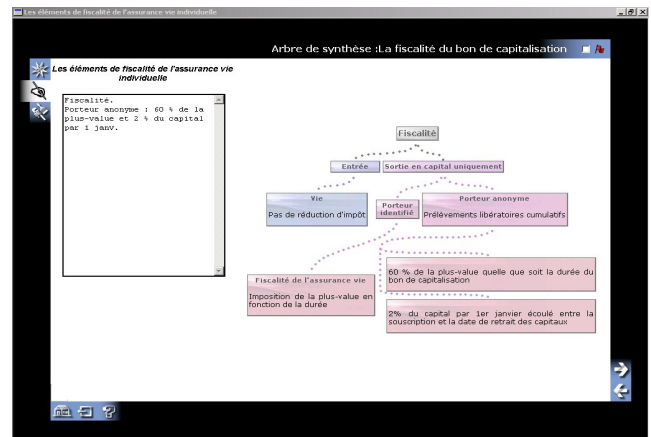 Les éléments de fiscalité de l'assurance vie individuelle
Arbre de synthèse :La fiscalité du bon de capitalisation
Les éléments de fiscalité de l'assurance vie
individuelle
Fiscalité.
Porteur anonyme : 60 % de la
plus-value et 2 % du capital
par 1 janv.
Fiscalité
Entrée
Sortie en capital uniquement
Vie
Pas de réduction d'impôt
Porteur
identifié
Porteur anonyme
Prélèvements libératoires cumulatifs
Fiscalité de l'assurance vie
Imposition de la plus-value en
fonction de la durée
60 % de la plus-value quelle que soit la durée du
bon de capitalisation
2% du capital par 1er janvier écoulé entre la
souscription et la date de retrait des capitaux